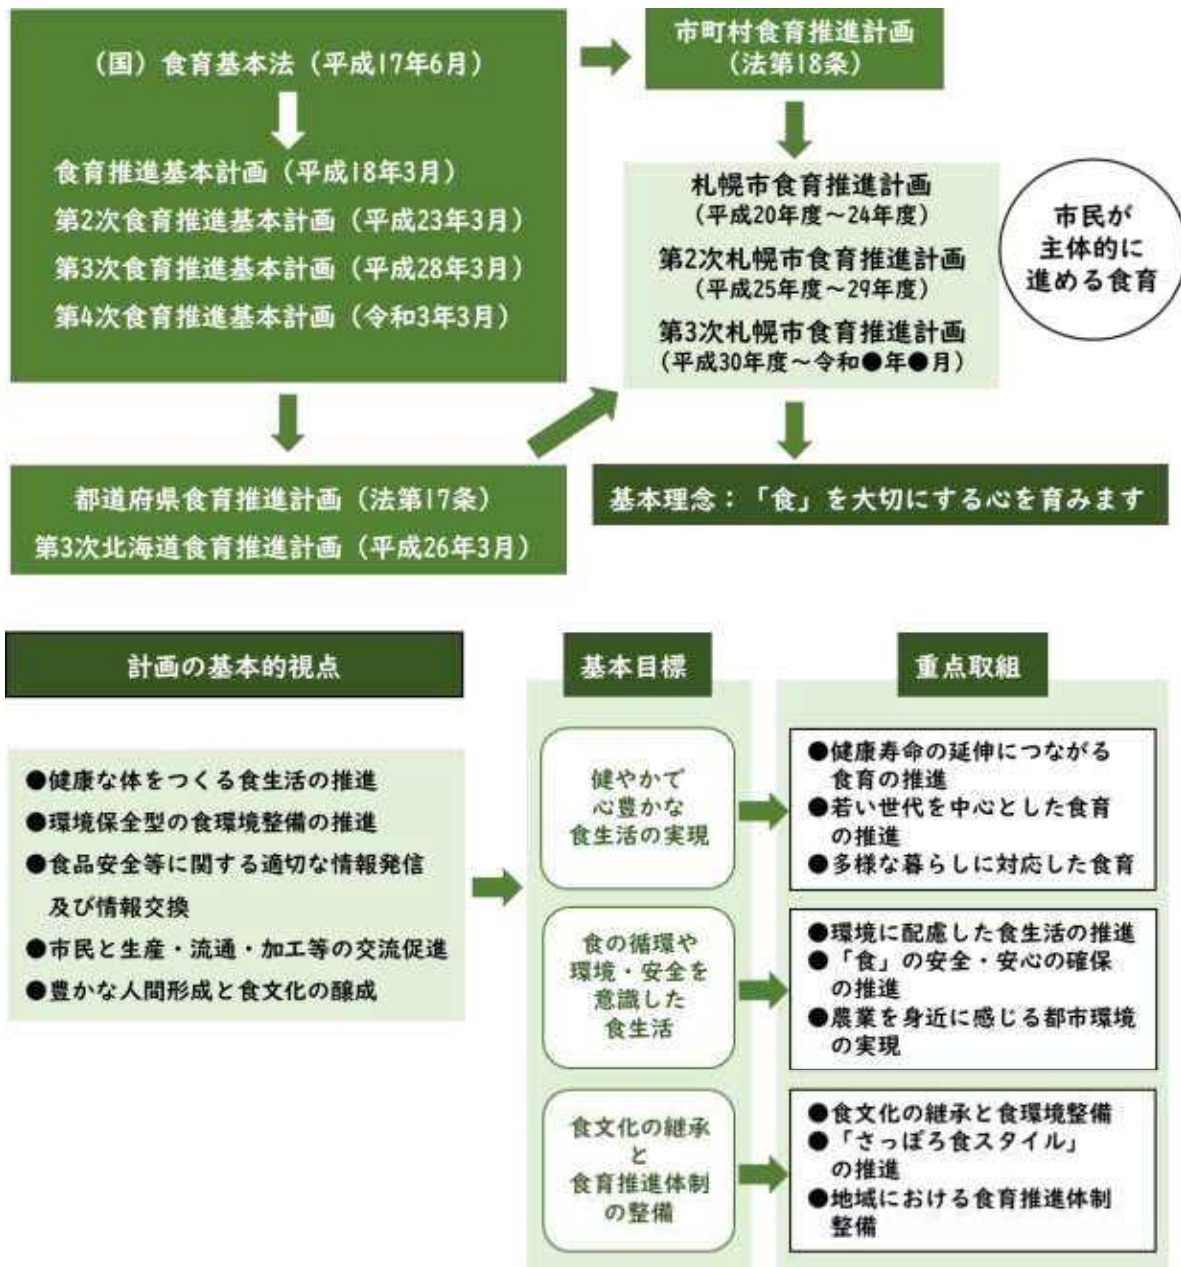 （国）食育基本法（平成17年6月）
食育推進基本計画（平成18年3月）
第2次食育推進基本計画（平成23年3月）
第3次食育推進基本計画（平成28年3月）
第4次食育推進基本計画（令和3年3月）
市町村食育推進計画
（法第18条）
札幌市食育推進計画
（平成20年度～24年度）
第2次札幌市食育推進計画
（平成25年度～29年度）
第3次札幌市食育推進計画
（平成30年度～令和●年●月）
市民が
主体的に
進める食育
都道府県食育推進計画（法第17条）
第3次北海道食育推進計画（平成26年3月）
基本理念：「食」を大切にする心を育みます
計画の基本的視点
●健康な体をつくる食生活の推進
●環境保全型の食環境整備の推進
●食品安全等に関する適切な情報発信
及び情報交換
●市民と生産・流通・加工等の交流促進
●豊かな人間形成と食文化の醸成
基本目標
健やかで
心豊かな
食生活の実現
食の循環や
環境・安全を
意識した
食生活
食文化の継承
と
食育推進体制
の整備
重点取組
●健康寿命の延伸につながる
食育の推進
●若い世代を中心とした食育
の推進
●多様な暮らしに対応した食育
●環境に配慮した食生活の推進
●「食」の安全・安心の確保
の推進
●農業を身近に感じる都市環境
の実現
●食文化の継承と食環境整備
●「さっぽろ食スタイル」
の推進
●地域における食育推進体制
整備